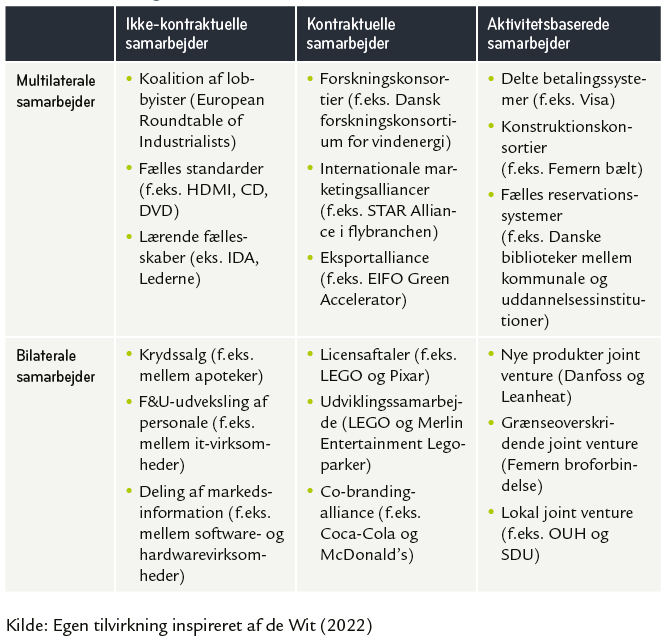 Ikke-kontraktuelle
samarbejder
Kontraktuelle
samarbejder
Aktivitetsbaserede
samarbejder
Multilaterale
samarbejder
• Koalition af lob-
byister (European
Roundtable of
Industrialists)
• Fælles standarder
(f.eks. HDMI, CD,
DVD)
• Lærende fælles-
skaber (eks. IDA,
Lederne)
• Forskningskonsor-
tier (f.eks. Dansk
forskningskonsorti-
um for vindenergi)
• Internationale mar-
ketingsalliancer
(f.eks. STAR Allian-
ce i flybranchen)
• Eksportalliance
(f.eks. EIFO Green
Accelerator)
• Delte betalingssyste-
mer (f.eks. Visa)
• Konstruktionskon-
sortier
(f.eks. Femern bælt)
• Fælles reservations-
systemer
(f.eks. Danske
biblioteker mellem
kommunale og
uddannelsessinstitu-
tioner)
Bilaterale
samarbejder
• Krydssalg (f.eks.
mellem apoteker)
• F&U-udveksling af
personale (f.eks.
mellem it-virksom-
heder)
• Deling af markeds-
information (f.eks.
mellem software- og
hardwarevirksom-
heder)
• Licensaftaler (f.eks.
LEGO og Pixar)
• Udviklingssamarbej-
de (LEGO og Merlin
Entertainment Lego-
parker)
• Co-branding-
alliance (f.eks.
Coca-Cola og
McDonald's)
• Nye produkter joint
venture (Danfoss og
Leanheat)
• Grænseoverskri-
dende joint venture
(Femern broforbin-
delse)
• Lokal joint venture
(f.eks. OUH og
SDU)
Kilde: Egen tilvirkning inspireret af de Wit (2022)